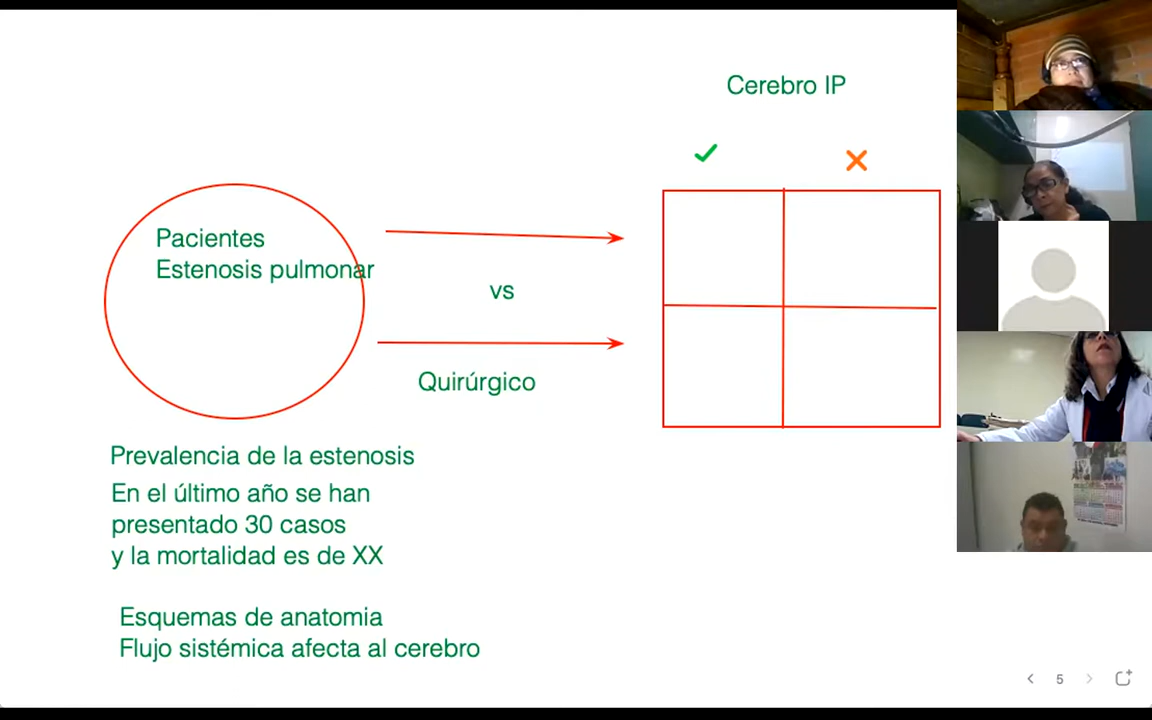 Cerebro IP
Pacientes
Estenosis pulmonar
vs
Quirúrgico
Prevalencia de la estenosis
En el último año se han
presentado 30 casos
y la mortalidad es de XX
Esquemas de anatomia
Flujo sistémica afecta al cerebro
5